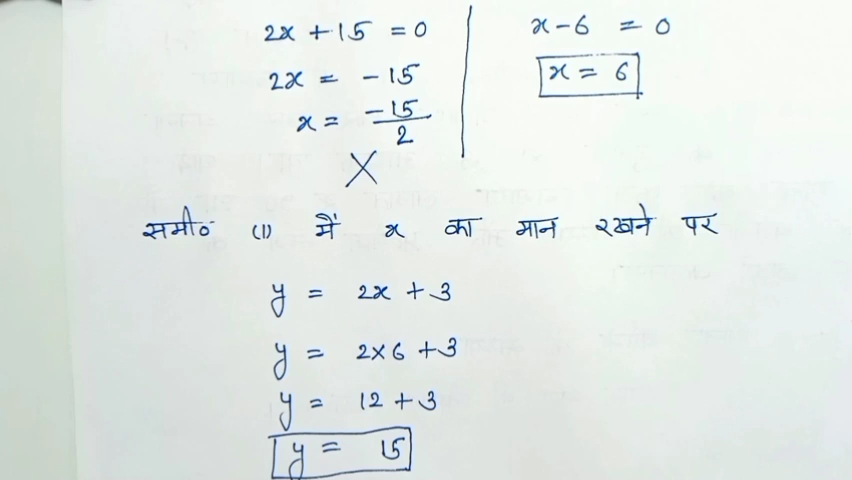 2x + 15 = 0
2x = -15
x = -15/2
X
x - 6 = 0
x = 6
समी० (1) में x का मान रखने पर
y = 2x + 3
y = 2×6 + 3
y = 12 + 3
y = 15